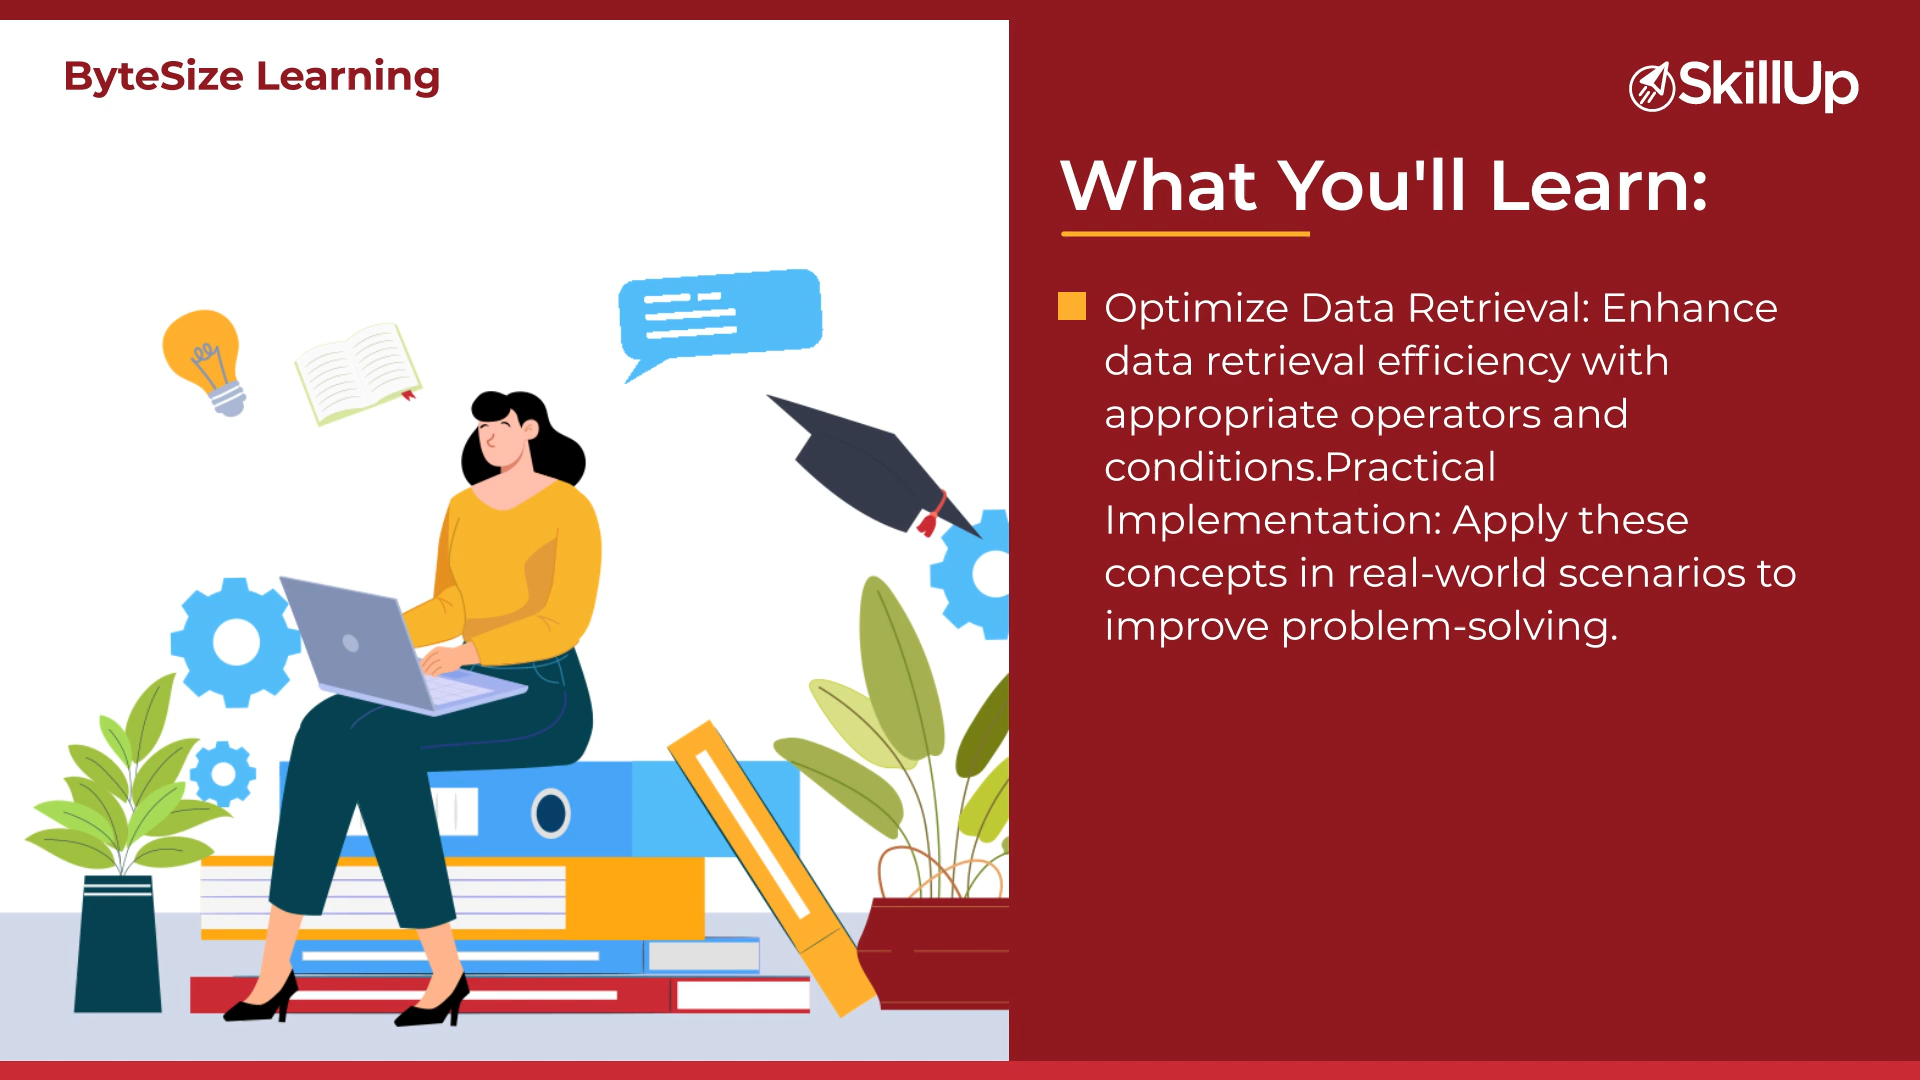 ByteSize Learning
SkillUp
What You'll Learn:
Optimize Data Retrieval: Enhance
data retrieval efficiency with
appropriate operators and
conditions.Practical
Implementation: Apply these
concepts in real-world scenarios to
improve problem-solving.